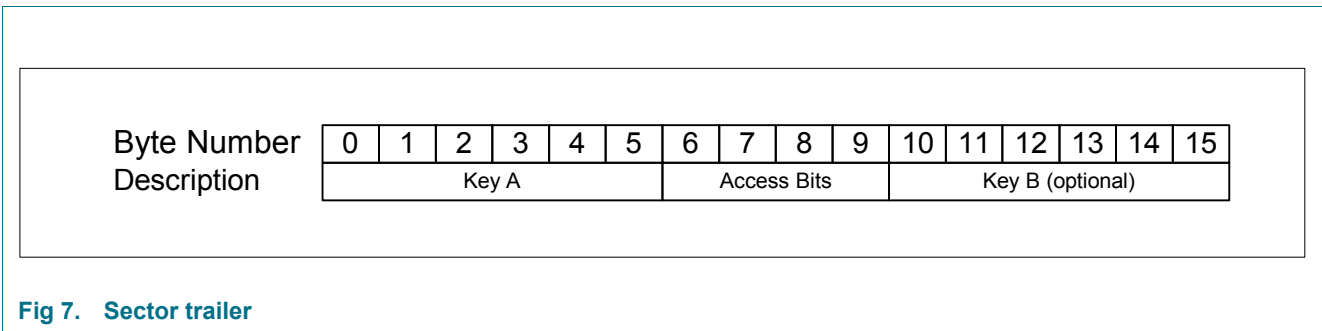 Byte Number 0 1 2 3 4 5 6 7 8 9 10 11 12 13 14 15
Description Key A Access Bits Key B (optional)
Fig 7. Sector trailer